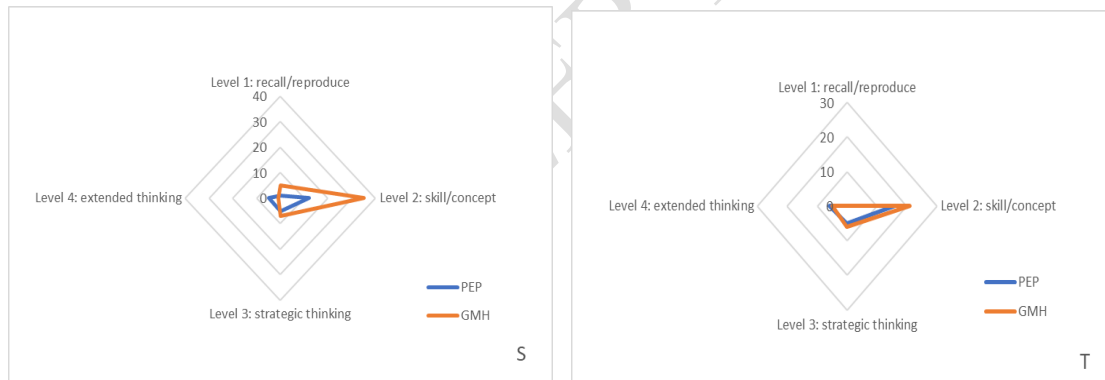 Level 1: recall/reproduce
40
30
20
10
0
Level 4: extended thinking
Level 2: skill/concept
Level 3: strategic thinking
PEP
GMH
S
Level 1: recall/reproduce
30
20
10
0
Level 4: extended thinking
Level 2: skill/concept
Level 3: strategic thinking
PEP
GMH
T